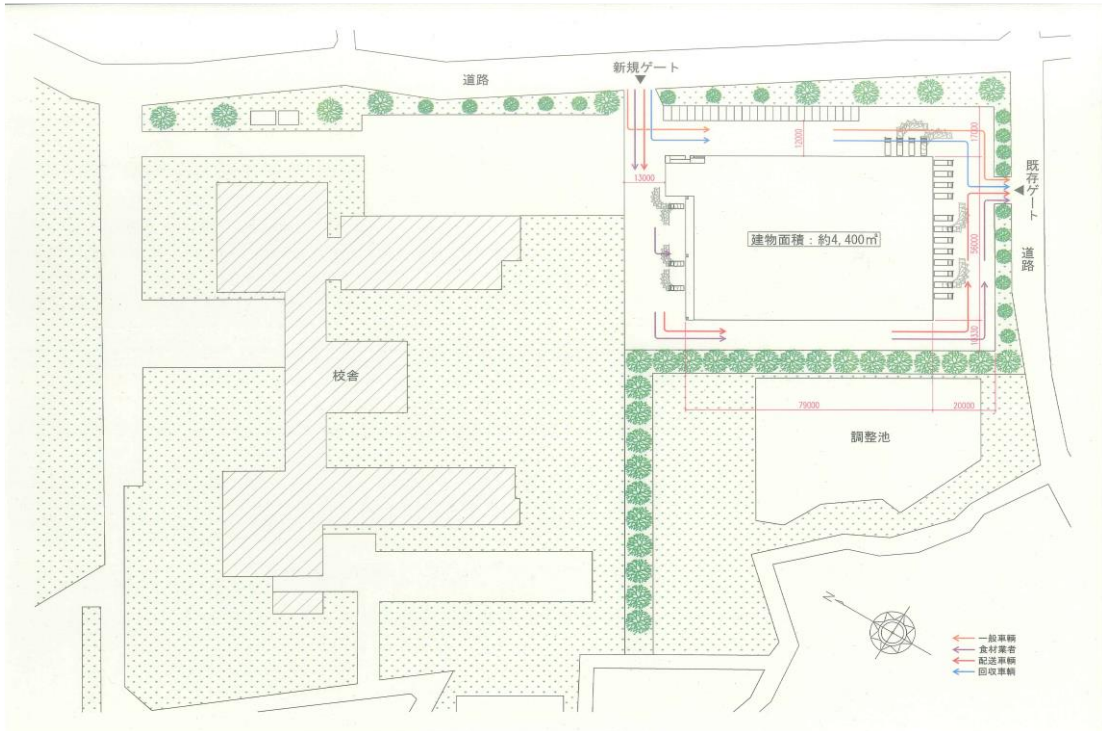 道路
新規ゲート
12000
17000
13000
既存ゲート
建物面積:約4,400㎡
56000
道路
校舎
79000
20000
調整池
N
一般車輌
食材業者
配送車輌
回収車輌